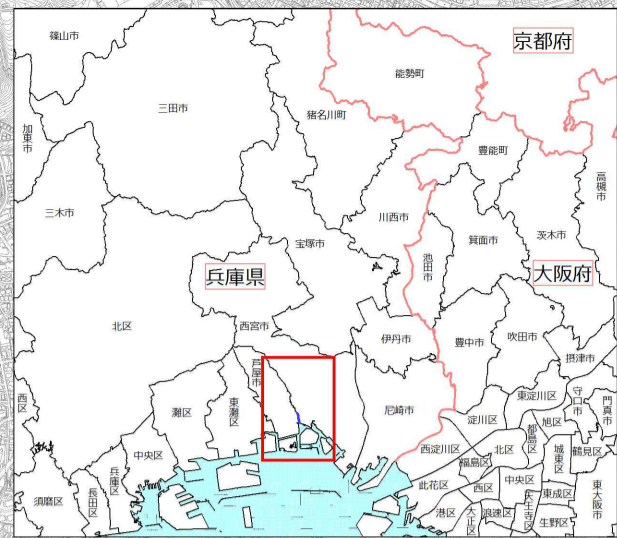 篠山市
京都府
能勢町
三田市
猪名川町
加東市
豊能町
高槻市
三木市
川西市
茨木市
宝塚市
箕面市
池田市
兵庫県
大阪府
北区
西宮市
伊丹市
豊中市
吹田市
摂津市
芦屋市
西区
灘区
東灘区
尼崎市
東淀川区
守口市
門真市
淀川区
都島区
旭区
中央区
西淀川区
北区
城東区
鶴見区
福島区
兵庫区
此花区
西区
中央区
東成区
東大阪市
須磨区
長田区
港区
大正区
浪速区
天王寺区
生野区